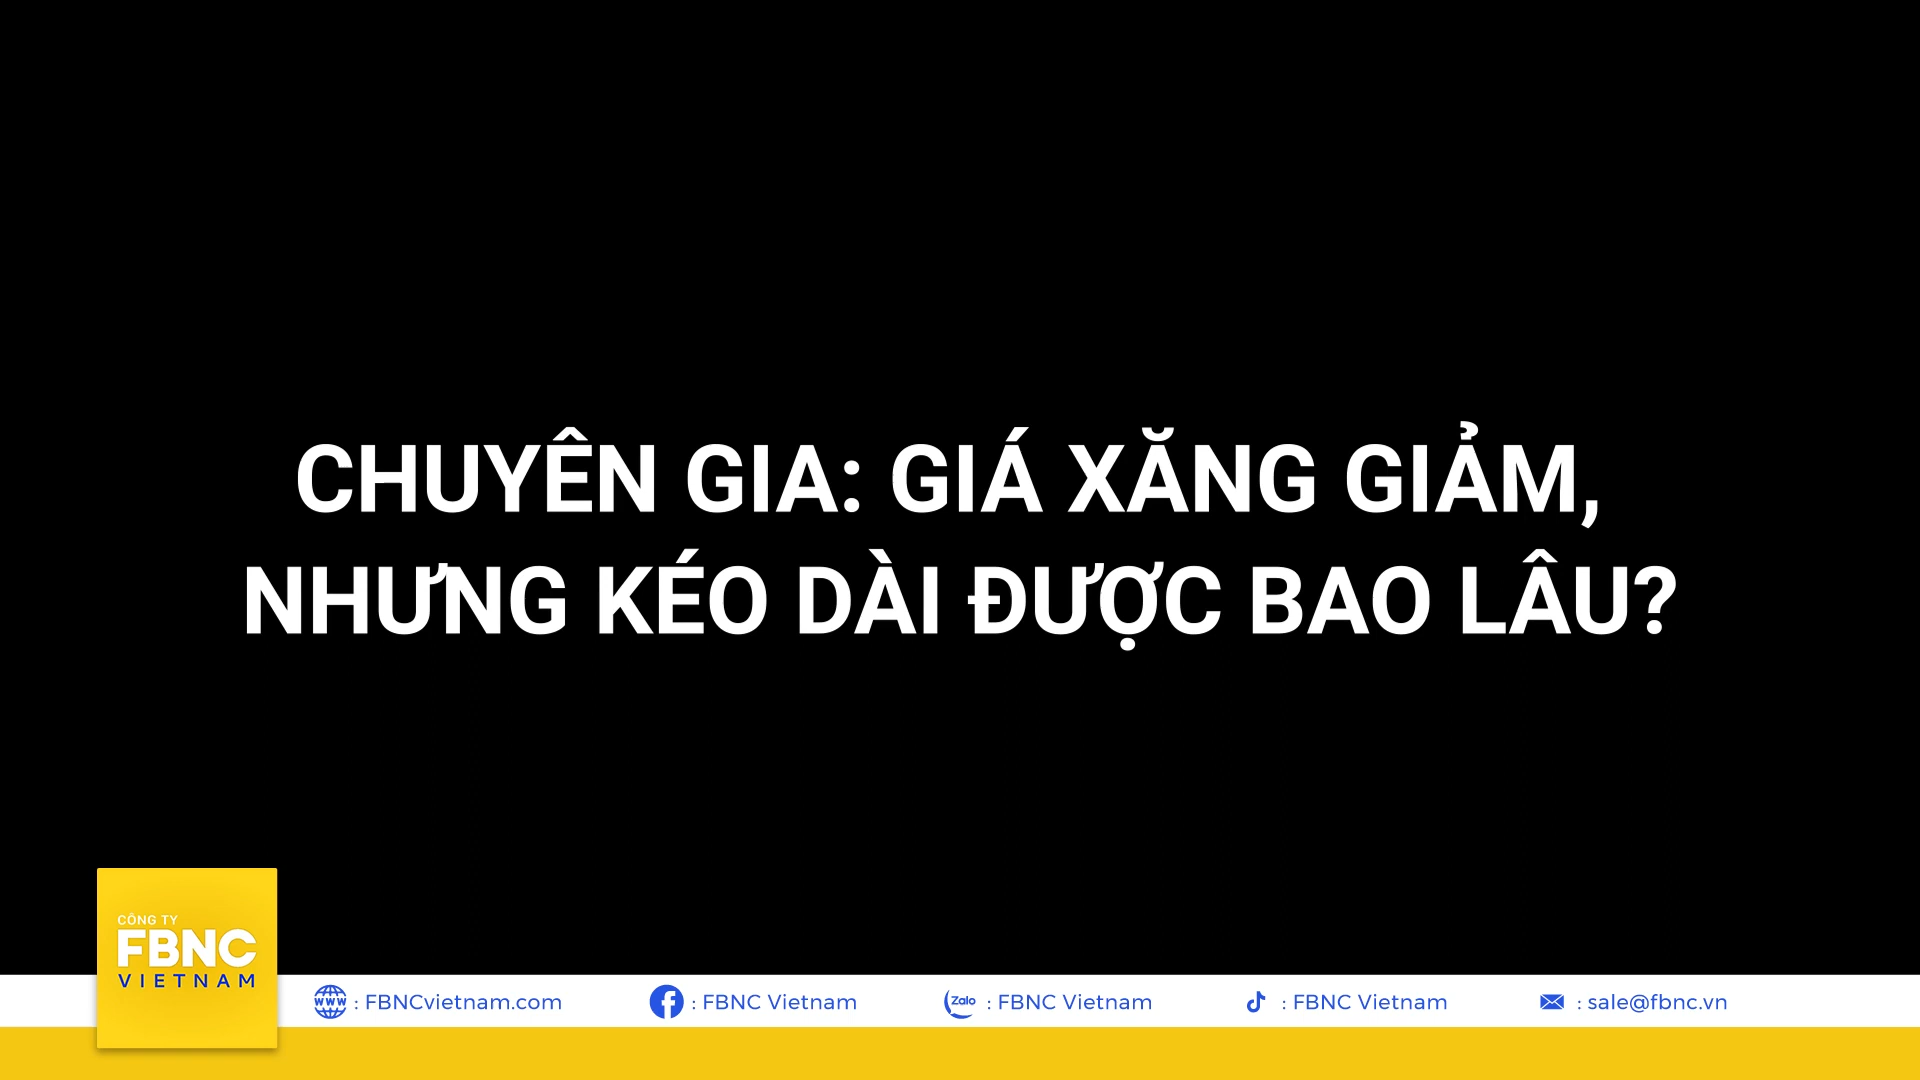 CHUYÊN GIA: GIÁ XĂNG GIẢM,
NHƯNG KÉO DÀI ĐƯỢC BAO LÂU?
CÔNG TY
FBNC
VIETNAM
www : FBNCvietnam.com
: FBNC Vietnam
Zalo : FBNC Vietnam
: FBNC Vietnam
: sale@fbnc.vn